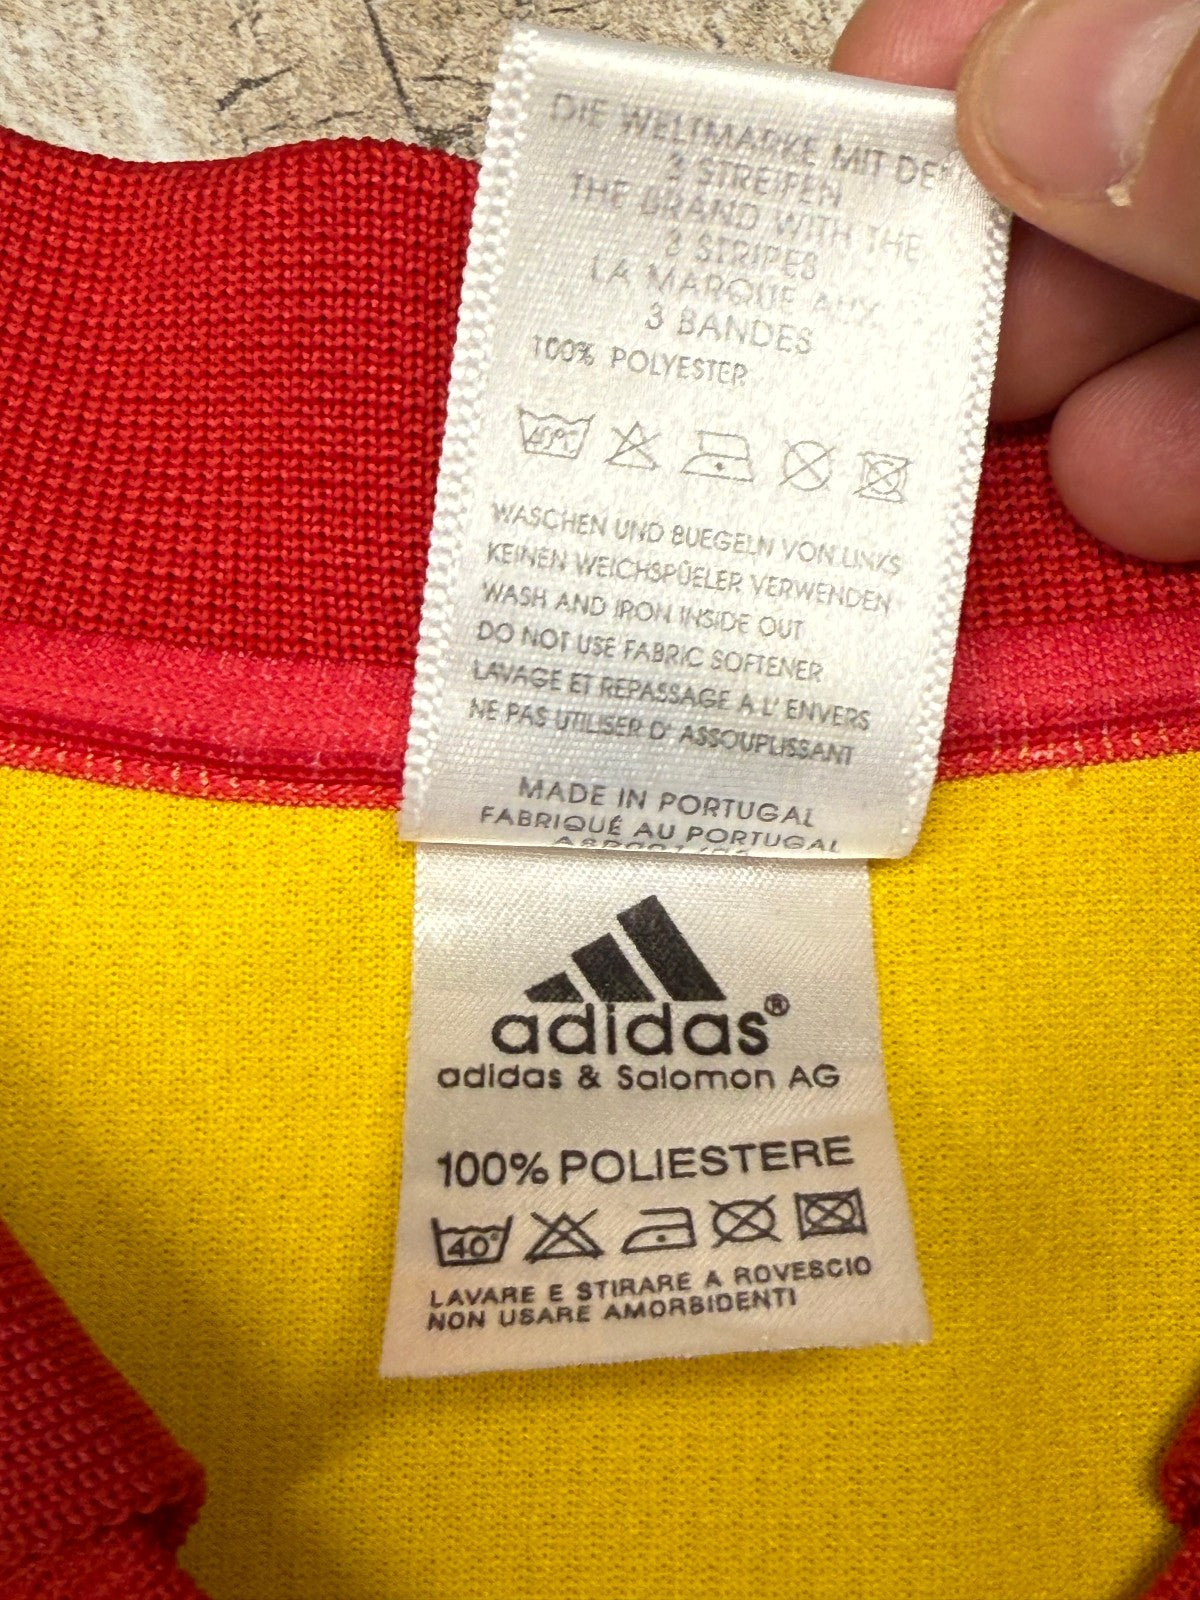 DIE WELTMARKE MIT DEN
3 STREIFEN
THE BRAND WITH THE
3 STRIPES
LA MARQUE AUX
3 BANDES
100% POLYESTER
40°C
WASCHEN UND BUEGELN VON LINKS
KEINEN WEICHSPÜELER VERWENDEN
WASH AND IRON INSIDE OUT
DO NOT USE FABRIC SOFTENER
LAVAGE ET REPASSAGE A L' ENVERS
NE PAS UTILISER D' ASSOUPLISSANT
MADE IN PORTUGAL
FABRIQUÉ AU PORTUGAL
adidas®
adidas & Salomon AG
100% POLIESTERE
40°
LAVARE E STIRARE A ROVESCIO
NON USARE AMORBIDENTI